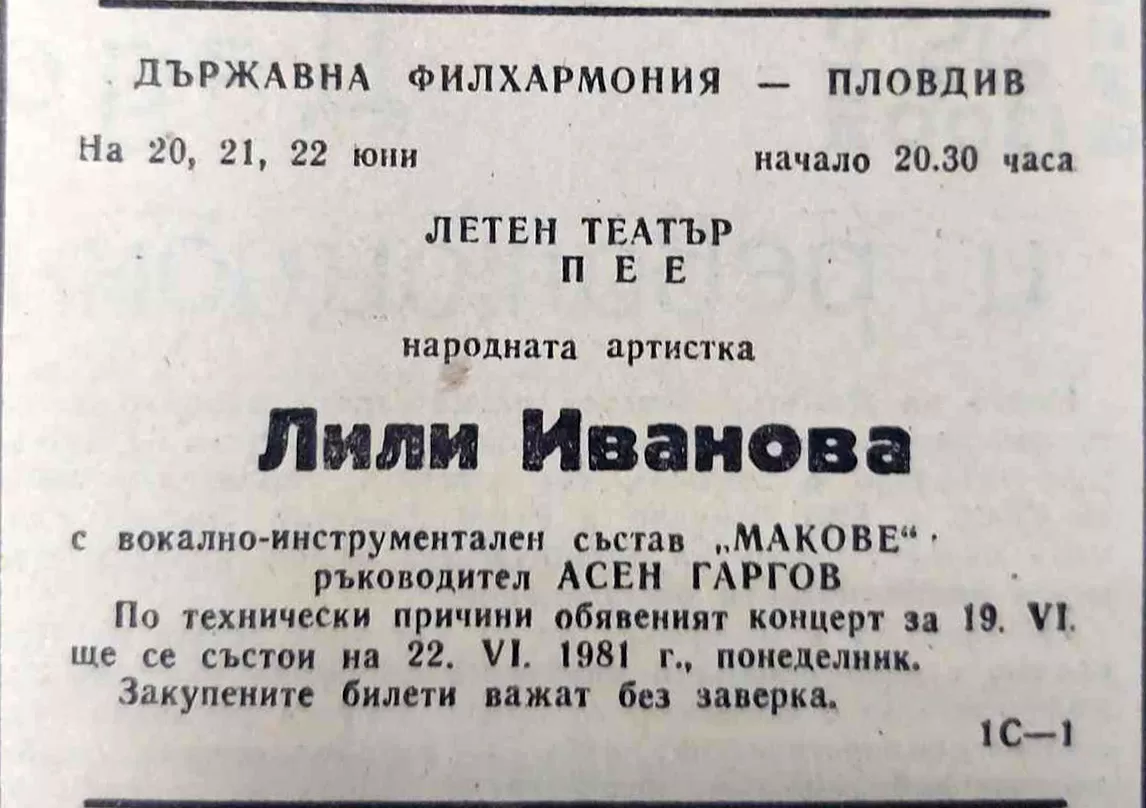 ДЪРЖАВНА ФИЛХАРМОНИЯ — ПЛОВДИВ
На 20, 21, 22 юни начало 20.30 часа
ЛЕТЕН ТЕАТЪР
ПЕЕ
народната артистка
Лили Иванова
с вокално-инструментален състав „МАКОВЕ“
ръководител АСЕН ГАРГОВ
По технически причини обявеният концерт за 19. VI.
ще се състои на 22. VI. 1981 г., понеделник.
Закупените билети важат без заверка.
1С—1